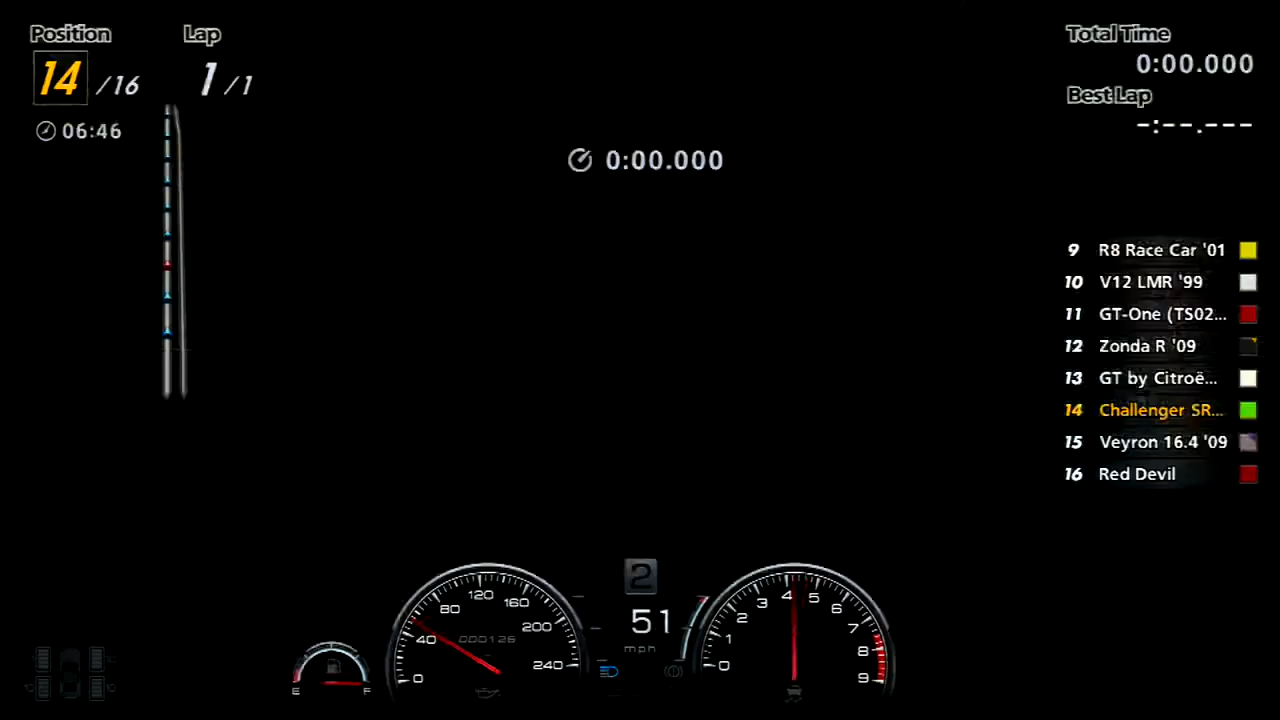 Position
Lap
14 /16
1 /1
06:46
Total Time
0:00.000
Best Lap
-:--.---
0:00.000
9 R8 Race Car '01
10 V12 LMR '99
11 GT-One (TS02...
12 Zonda R '09
13 GT by Citroë...
14 Challenger SR...
15 Veyron 16.4 '09
16 Red Devil
E F
0 40 80 120 160 200 240
000126
2
51
mph
0 1 2 3 4 5 6 7 8 9